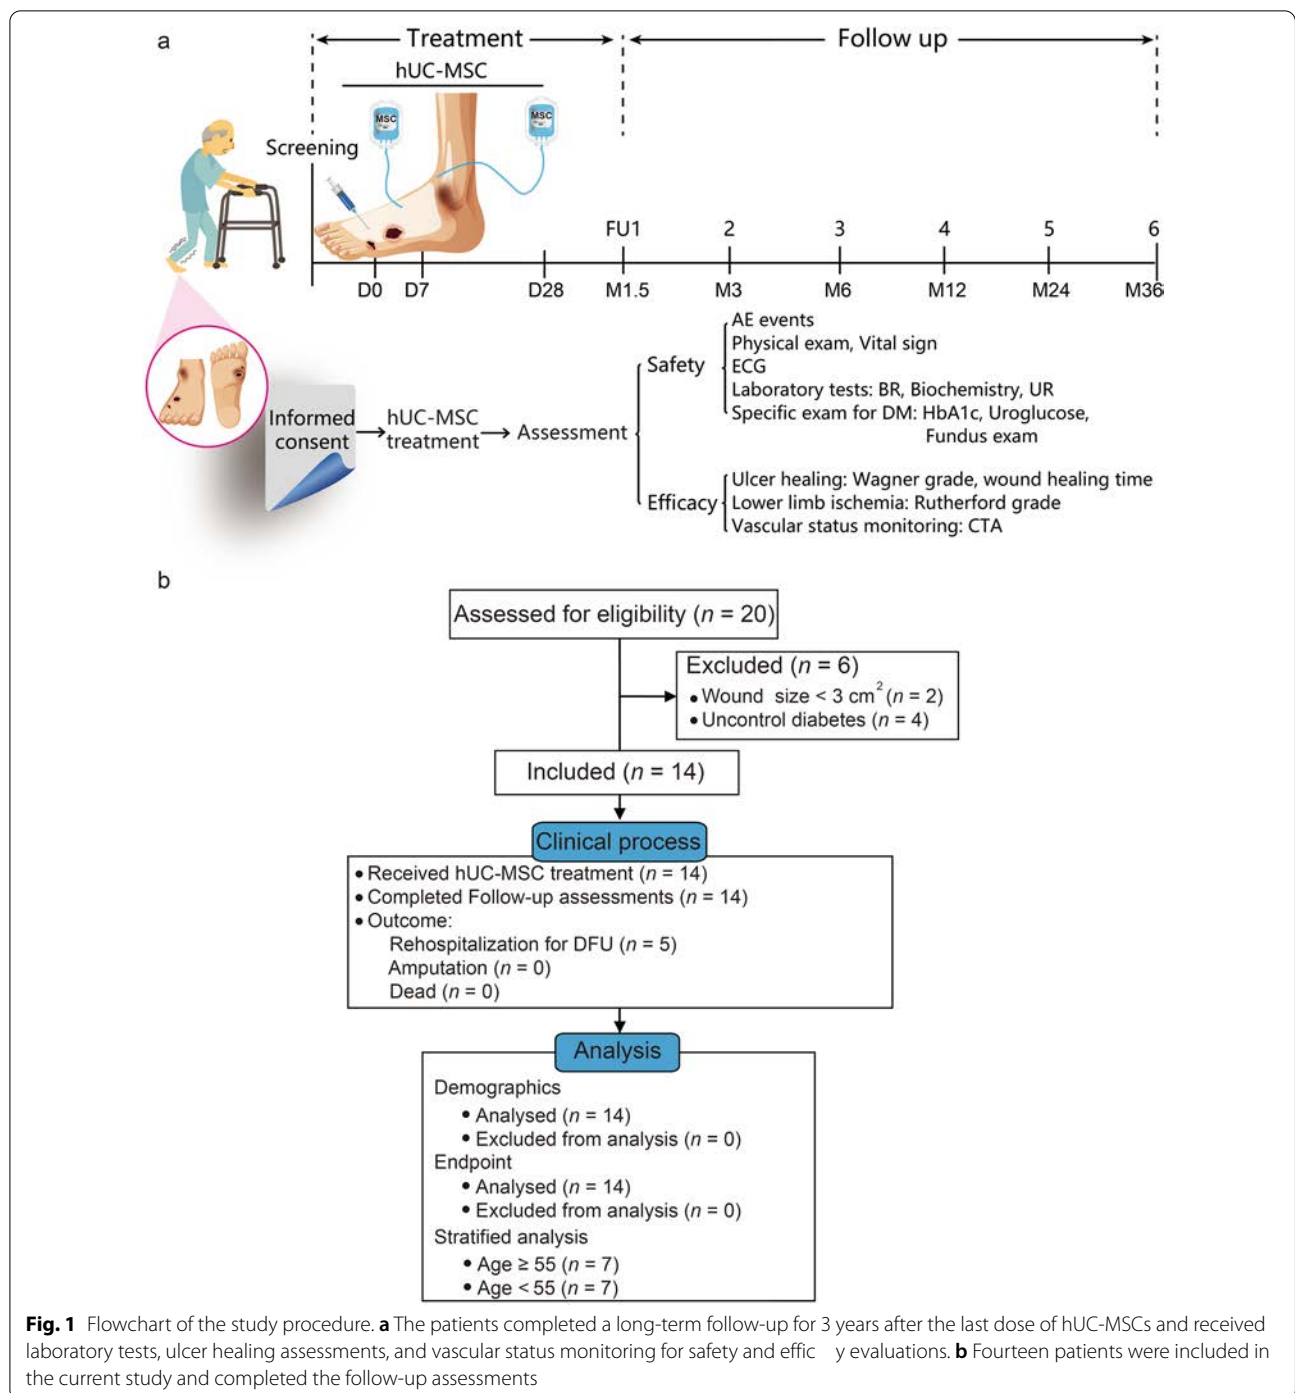 a
Treatment
Follow up
hUC-MSC
MSC
MSC
Screening
FU1 2 3 4 5 6
D0 D7 D28 M1.5 M3 M6 M12 M24 M36
Informed
consent
hUC-MSC
treatment
Assessment
Safety
AE events
Physical exam, Vital sign
ECG
Laboratory tests: BR, Biochemistry, UR
Specific exam for DM: HbA1c, Uroglucose,
Fundus exam
Efficacy
Ulcer healing: Wagner grade, wound healing time
Lower limb ischemia: Rutherford grade
Vascular status monitoring: CTA
b
Assessed for eligibility (n = 20)
Excluded (n = 6)
• Wound size < 3 cm² (n = 2)
• Uncontrol diabetes (n = 4)
Included (n = 14)
Clinical process
• Received hUC-MSC treatment (n = 14)
• Completed Follow-up assessments (n = 14)
• Outcome:
Rehospitalization for DFU (n = 5)
Amputation (n = 0)
Dead (n = 0)
Analysis
Demographics
• Analysed (n = 14)
• Excluded from analysis (n = 0)
Endpoint
• Analysed (n = 14)
• Excluded from analysis (n = 0)
Stratified analysis
• Age ≥ 55 (n = 7)
• Age < 55 (n = 7)
Fig. 1 Flowchart of the study procedure. a The patients completed a long-term follow-up for 3 years after the last dose of hUC-MSCs and received
laboratory tests, ulcer healing assessments, and vascular status monitoring for safety and effic y evaluations. b Fourteen patients were included in
the current study and completed the follow-up assessments